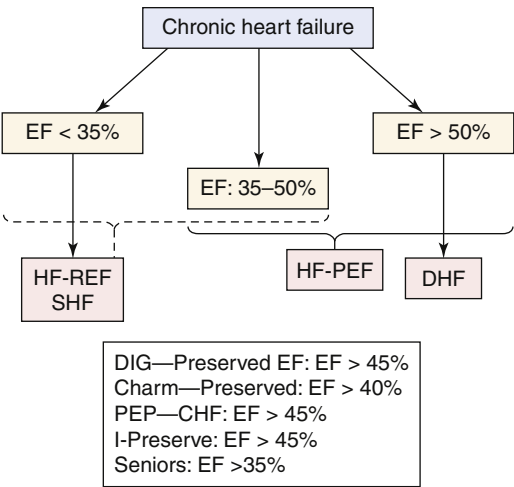 Chronic heart failure
EF < 35%
EF > 50%
EF: 35–50%
HF-REF
SHF
HF-PEF
DHF
DIG—Preserved EF: EF > 45%
Charm—Preserved: EF > 40%
PEP—CHF: EF > 45%
I-Preserve: EF > 45%
Seniors: EF >35%